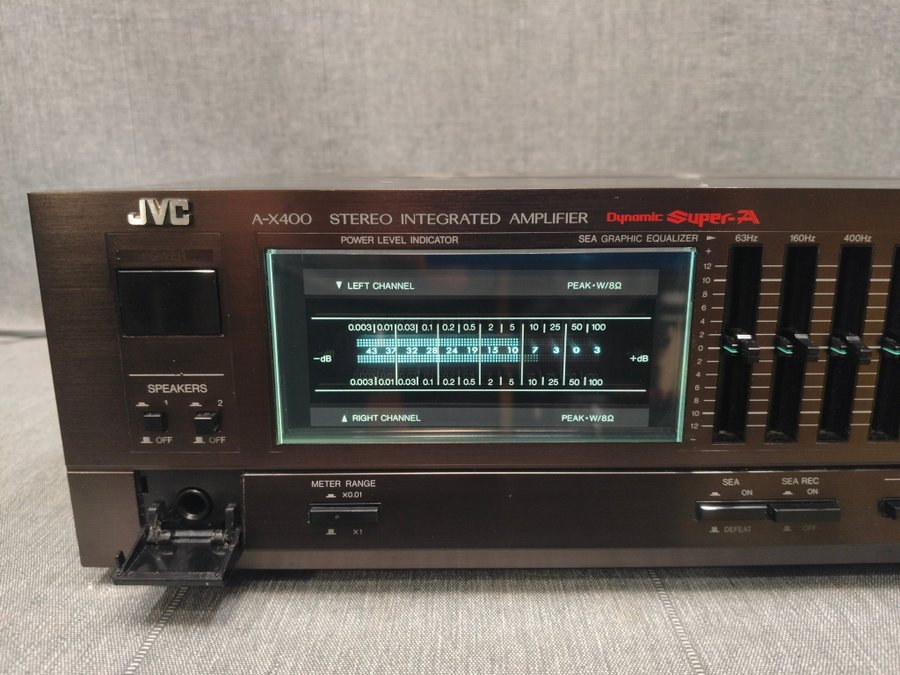 JVC
A-X400 STEREO INTEGRATED AMPLIFIER Dynamic Super-A
POWER LEVEL INDICATOR
SEA GRAPHIC EQUALIZER ► 63Hz 160Hz 400Hz
▼ LEFT CHANNEL PEAK•W/8Ω
0.003 | 0.01 | 0.03 | 0.1 | 0.2 | 0.5 | 2 | 5 | 10 | 25 | 50 | 100
-dB 43 37 32 28 24 19 15 10 7 3 0 3 +dB
0.003 | 0.01 | 0.03 | 0.1 | 0.2 | 0.5 | 2 | 5 | 10 | 25 | 50 | 100
▲ RIGHT CHANNEL PEAK•W/8Ω
+
12
10
8
6
4
2
0
2
4
6
8
10
12
-
SPEAKERS
1 2
OFF OFF
METER RANGE
X0.01
X1
SEA
ON
DEFEAT
SEA REC
ON
OFF